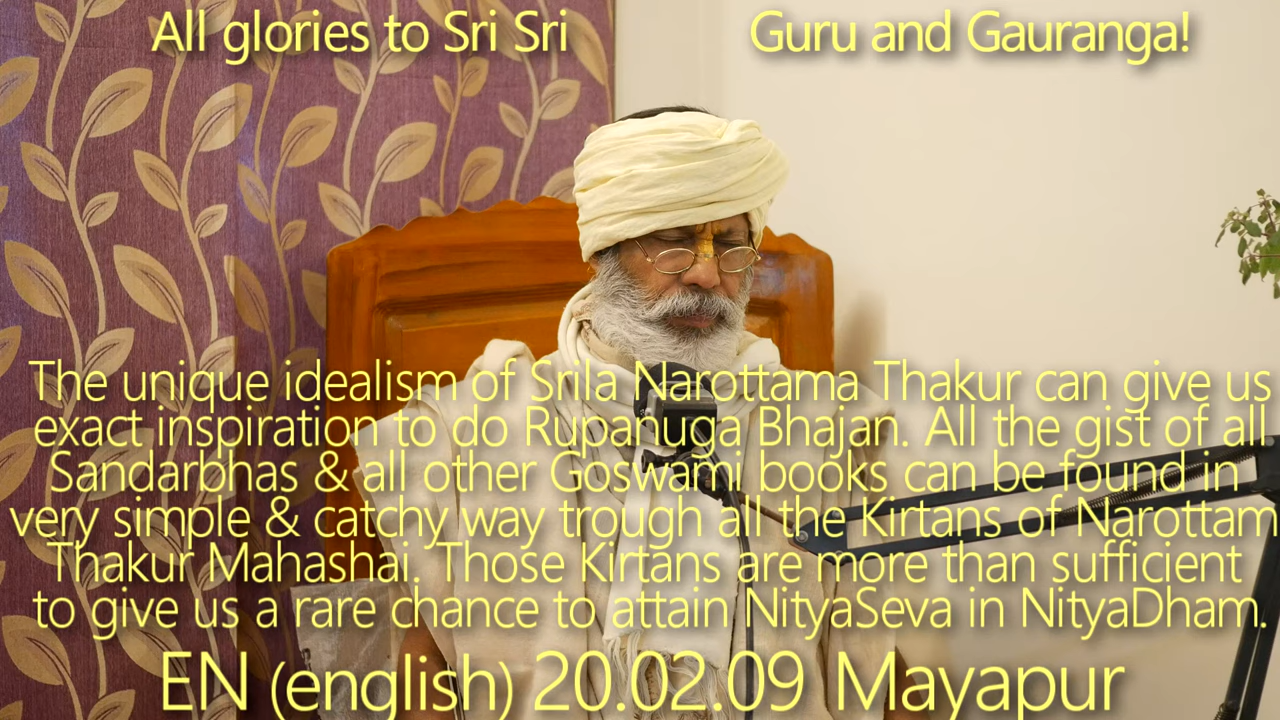 All glories to Sri Sri Guru and Gauranga!
The unique idealism of Srila Narottama Thakur can give us
exact inspiration to do Rupanuga Bhajan. All the gist of all
Sandarbhas & all other Goswami books can be found in
very simple & catchy way trough all the Kirtans of Narottam
Thakur Mahashai. Those Kirtans are more than sufficient
to give us a rare chance to attain NityaSeva in NityaDham.
EN (english) 20.02.09 Mayapur